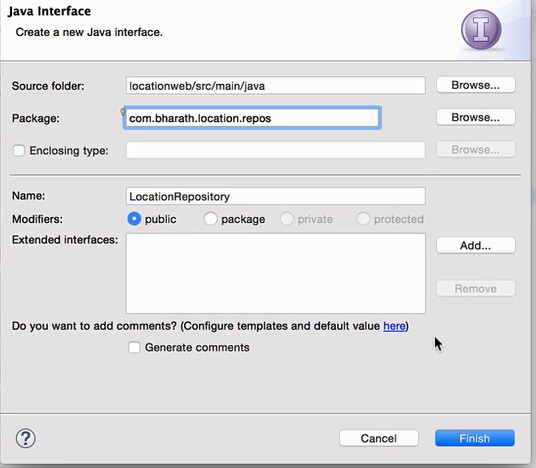 Java Interface
Create a new Java interface.
Source folder: locationweb/src/main/java Browse...
Package: com.bharath.location.repos Browse...
Enclosing type: Browse...
Name: LocationRepository
Modifiers: public package private protected
Extended interfaces: Add...
Remove
Do you want to add comments? (Configure templates and default value here)
Generate comments
? Cancel Finish